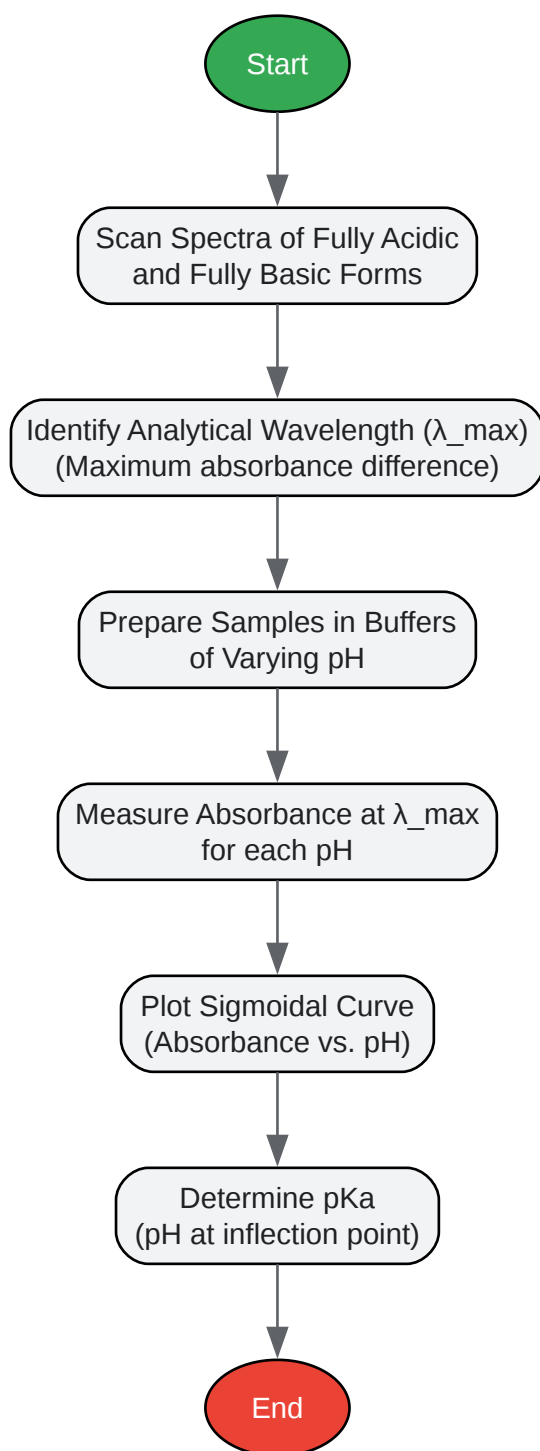 Start
Scan Spectra of Fully Acidic
and Fully Basic Forms
Identify Analytical Wavelength (λ_max)
(Maximum absorbance difference)
Prepare Samples in Buffers
of Varying pH
Measure Absorbance at λ_max
for each pH
Plot Sigmoidal Curve
(Absorbance vs. pH)
Determine pKa
(pH at inflection point)
End